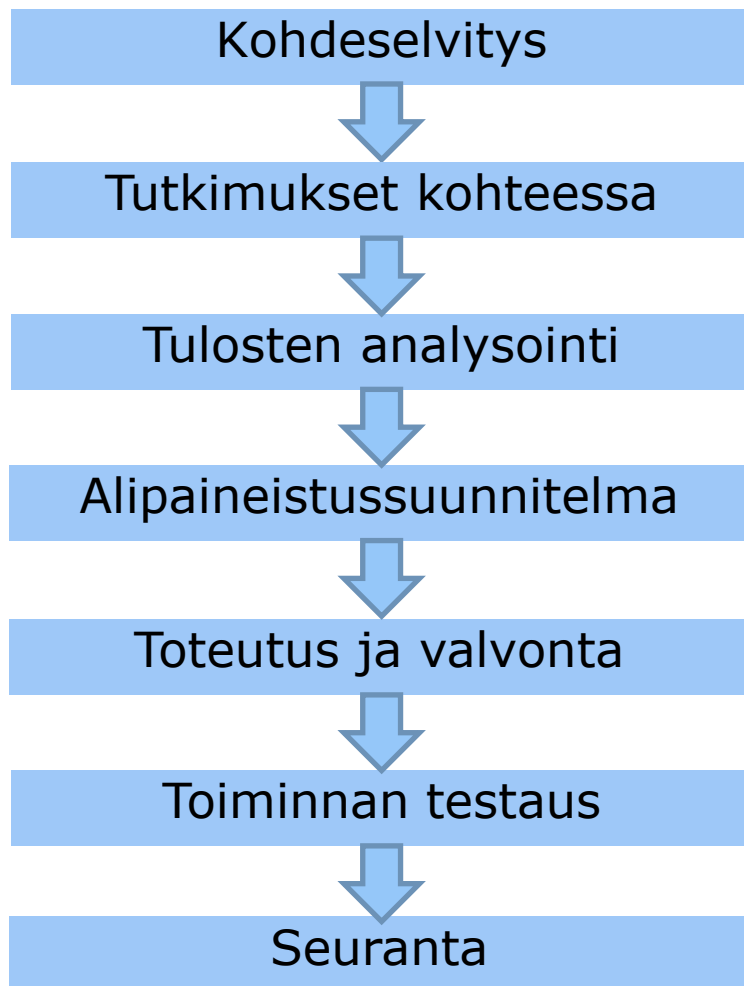 Kohdeselvitys
Tutkimukset kohteessa
Tulosten analysointi
Alipaineistussuunnitelma
Toteutus ja valvonta
Toiminnan testaus
Seuranta